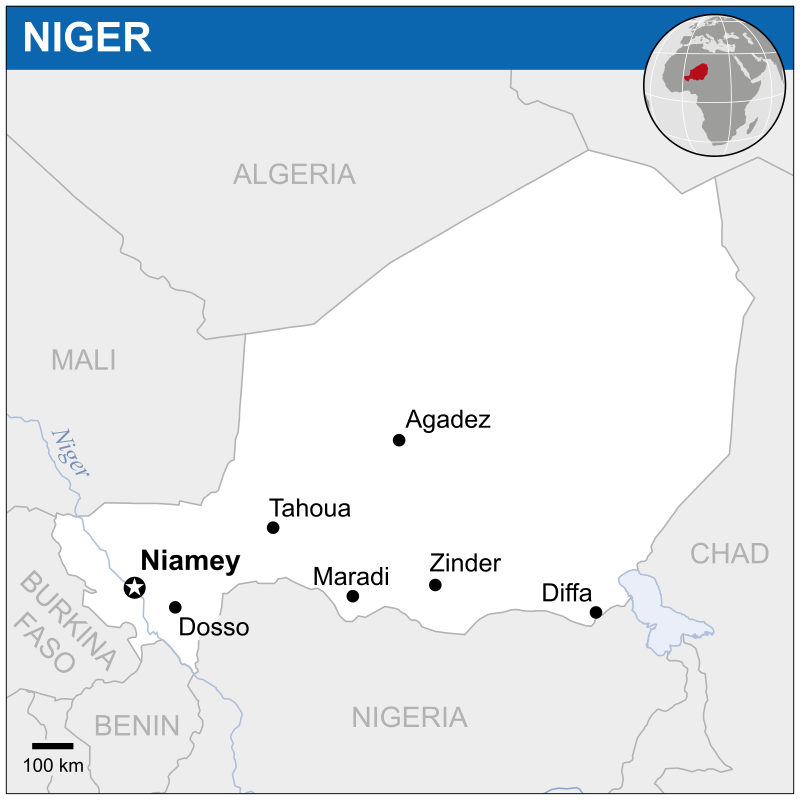 NIGER
ALGERIA
MALI
Niger
Agadez
Tahoua
Niamey
Maradi
Zinder
Diffa
CHAD
Dosso
BURKINA
FASO
BENIN
NIGERIA
100 km